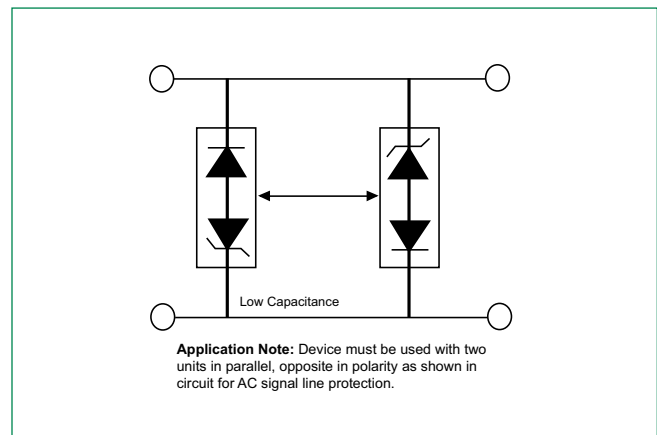 Low Capacitance
Application Note: Device must be used with two
units in parallel, opposite in polarity as shown in
circuit for AC signal line protection.